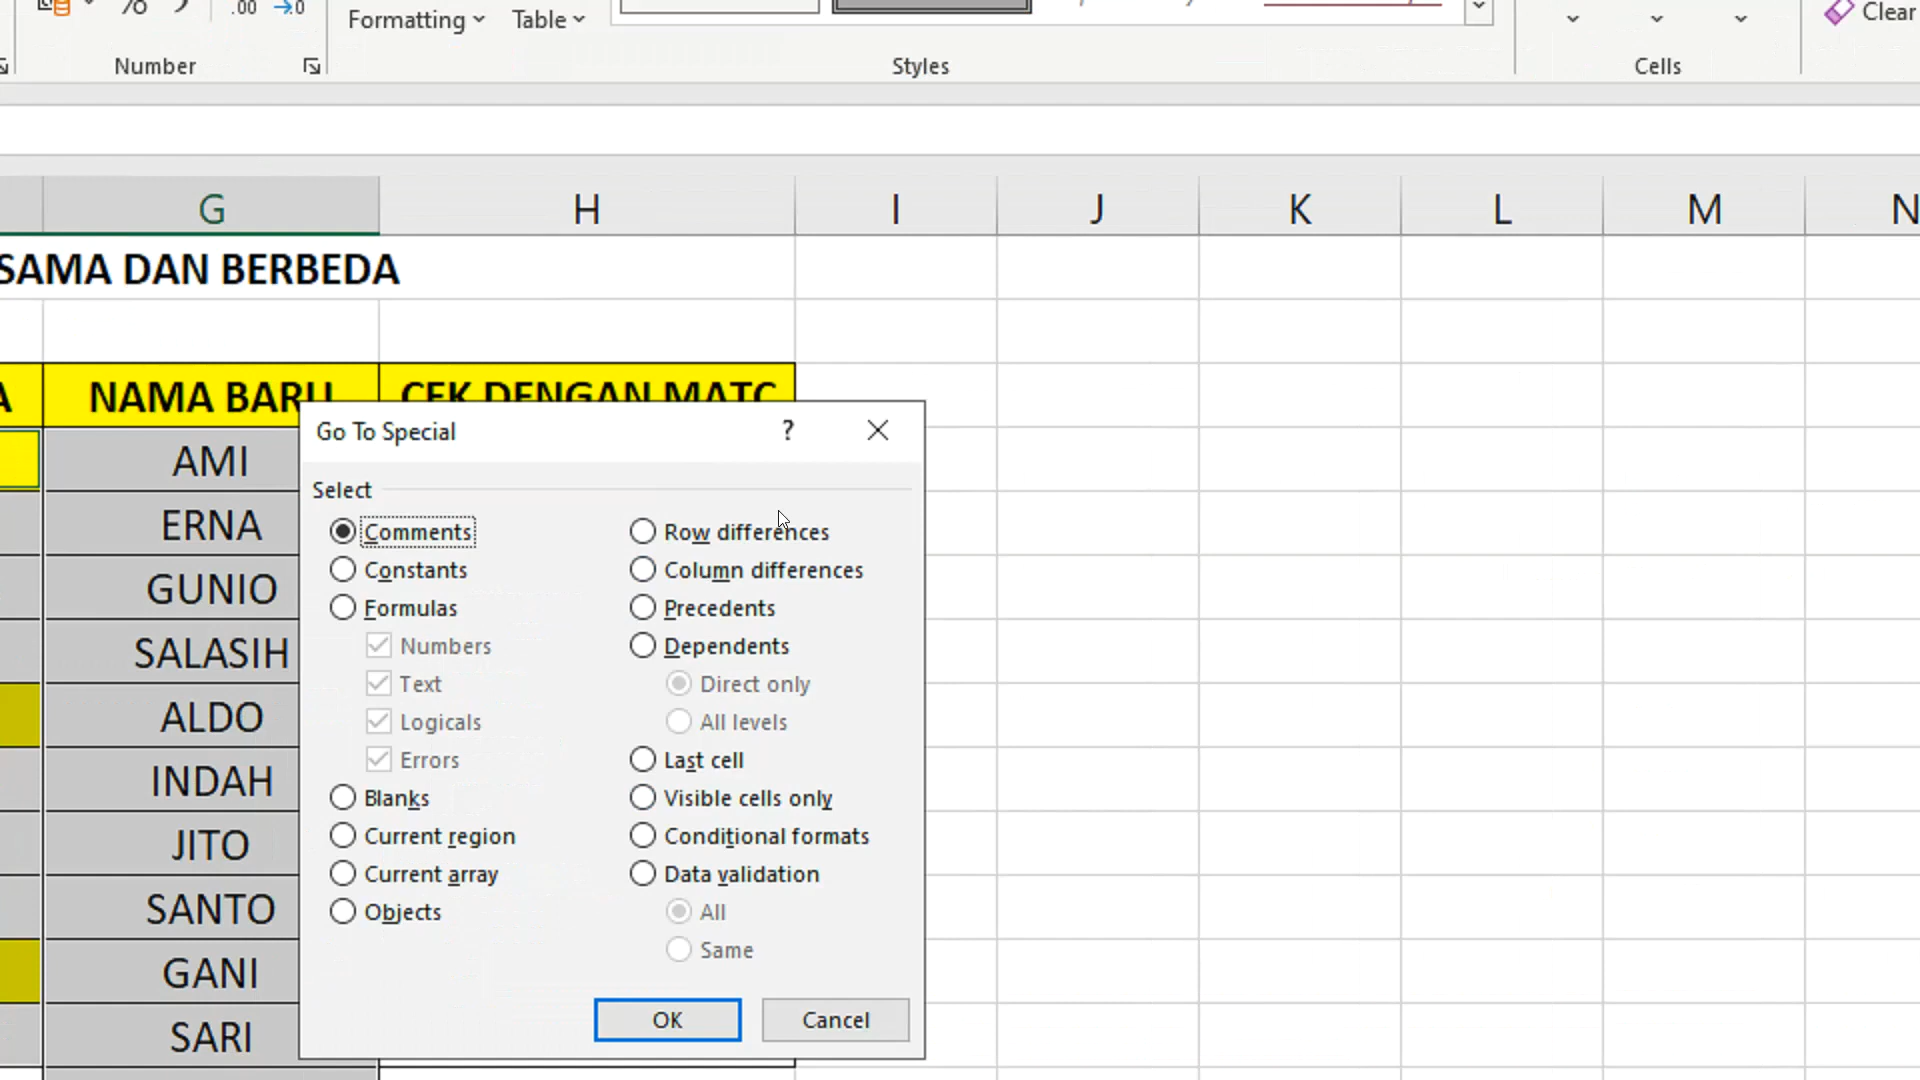 % .00 →.0
Formatting Table Clear
Number Styles Cells
G H I J K L M N
SAMA DAN BERBEDA
A NAMA BARU CEK DENGAN MATC
AMI
ERNA
GUNIO
SALASIH
ALDO
INDAH
JITO
SANTO
GANI
SARI
Go To Special ?
Select
Comments
Constants
Formulas
Numbers
Text
Logicals
Errors
Blanks
Current region
Current array
Objects
Row differences
Column differences
Precedents
Dependents
Direct only
All levels
Last cell
Visible cells only
Conditional formats
Data validation
All
Same
OK Cancel